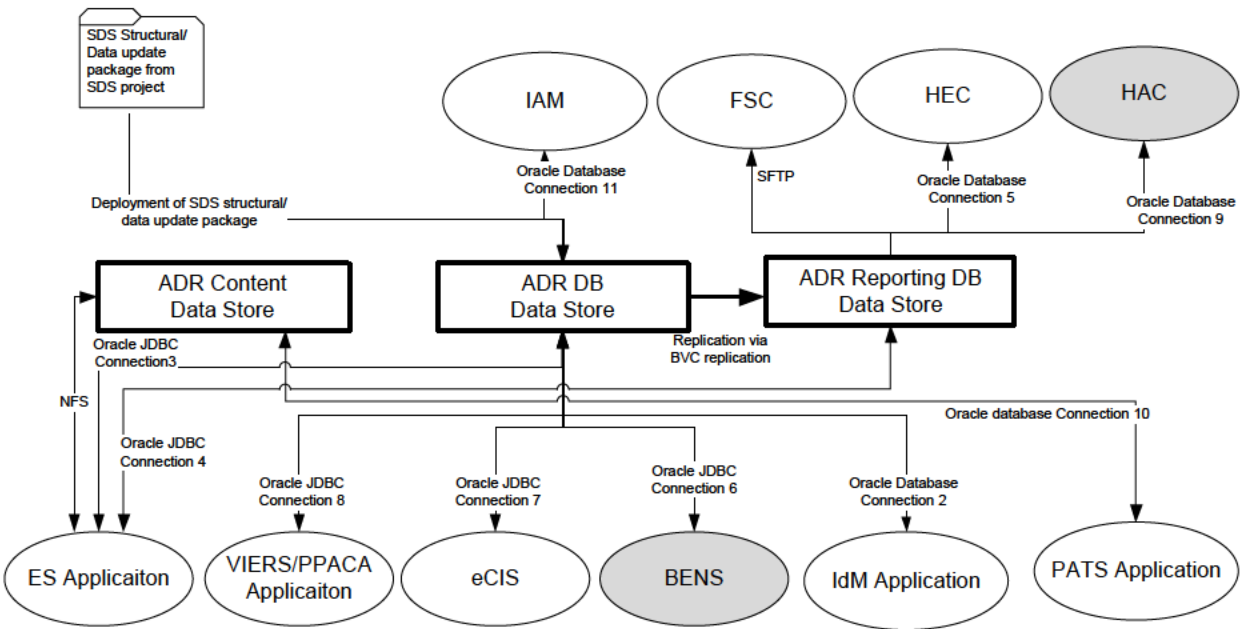 SDS Structural/
Data update
package from
SDS project
IAM
FSC
HEC
HAC
Oracle Database
Connection 11
SFTP
Oracle Database
Connection 5
Oracle Database
Connection 9
Deployment of SDS structural/
data update package
ADR Content
Data Store
ADR DB
Data Store
ADR Reporting DB
Data Store
Replication via
BVC replication
Oracle JDBC
Connection3
NFS
Oracle database Connection 10
Oracle JDBC
Connection 4
Oracle JDBC
Connection 8
Oracle JDBC
Connection 7
Oracle JDBC
Connection 6
Oracle Database
Connection 2
ES Applicaiton
VIERS/PPACA
Applicaiton
eCIS
BENS
IdM Application
PATS Application